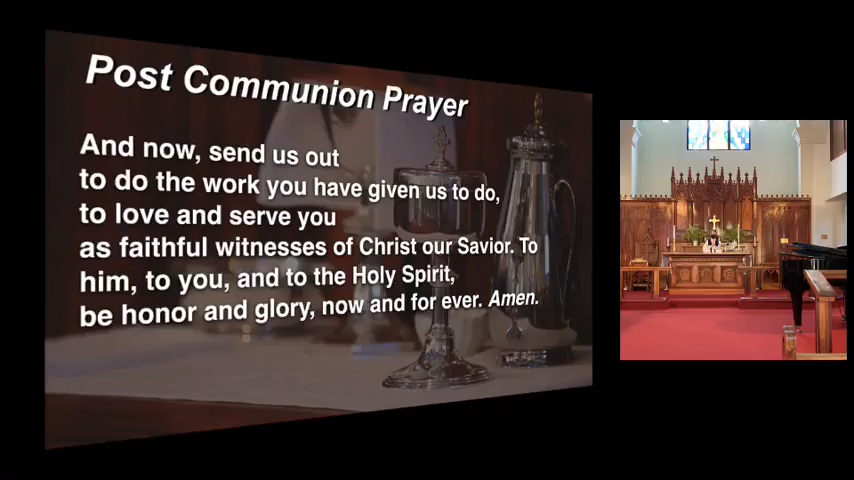 Post Communion Prayer
And now, send us out
to do the work you have given us to do,
to love and serve you
as faithful witnesses of Christ our Savior. To
him, to you, and to the Holy Spirit,
be honor and glory, now and for ever. Amen.